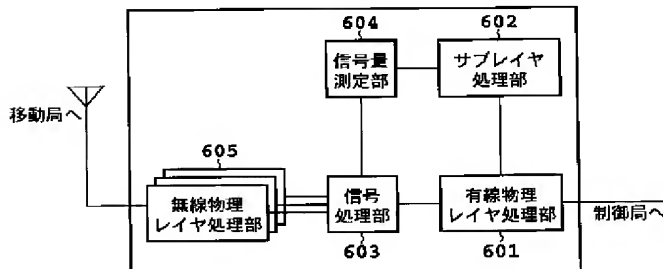 604
602
信号量
測定部
サブレイヤ
処理部
移動局へ
605
無線物理
レイヤ処理部
信号
処理部
有線物理
レイヤ処理部
制御局へ
603
601